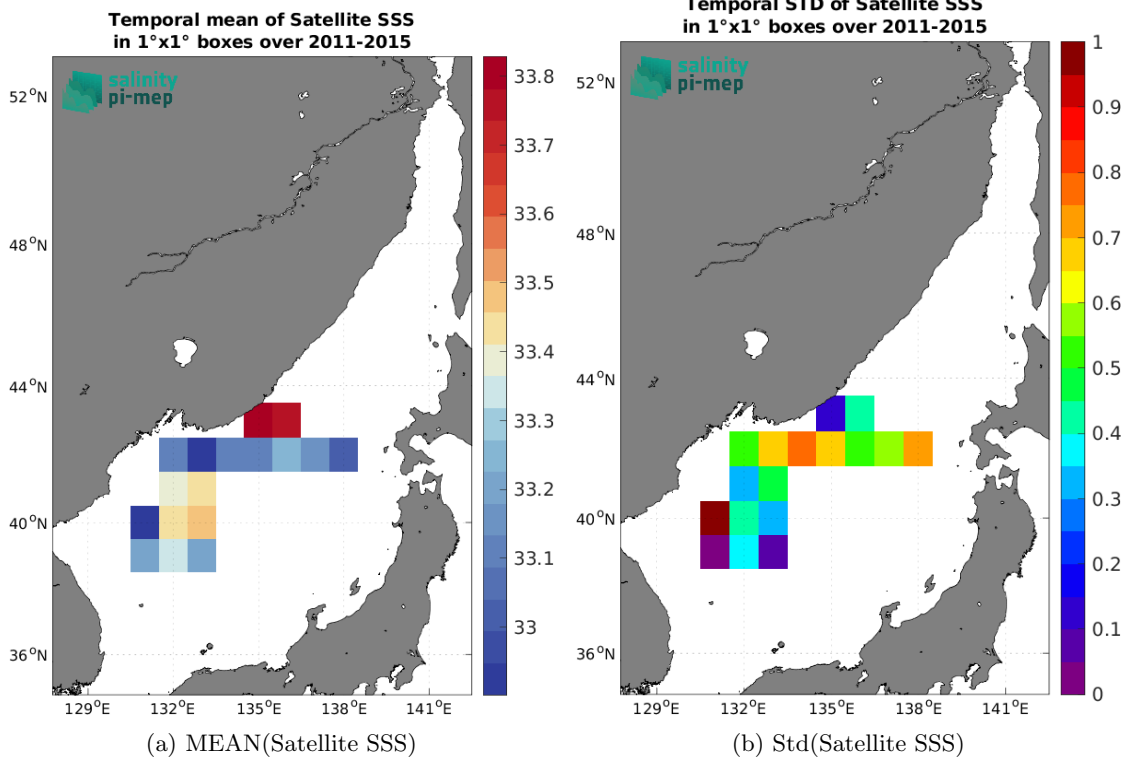 Temporal mean of Satellite SSS
in 1°x1° boxes over 2011-2015
salinity
pi-mep
52°N
48°N
44°N
40°N
36°N
129°E 132°E 135°E 138°E 141°E
33.8
33.7
33.6
33.5
33.4
33.3
33.2
33.1
33
(a) MEAN(Satellite SSS)
Temporal STD of Satellite SSS
in 1°x1° boxes over 2011-2015
salinity
pi-mep
52°N
48°N
44°N
40°N
36°N
129°E 132°E 135°E 138°E 141°E
1
0.9
0.8
0.7
0.6
0.5
0.4
0.3
0.2
0.1
0
(b) Std(Satellite SSS)